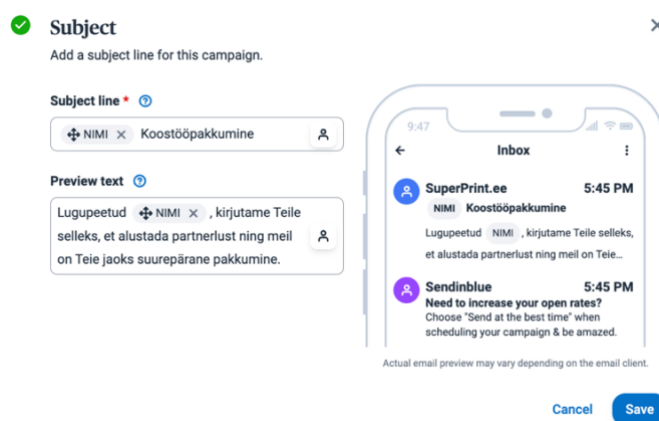 Subject
Add a subject line for this campaign.
Subject line *
NIMI × Koostööpakkumine
Preview text
Lugupeetud NIMI × , kirjutame Teile
selleks, et alustada partnerlust ning meil
on Teie jaoks suurepärane pakkumine.
9:47
Inbox
SuperPrint.ee 5:45 PM
NIMI Koostööpakkumine
Lugupeetud NIMI , kirjutame Teile selleks,
et alustada partnerlust ning meil on Teie...
Sendinblue 5:45 PM
Need to increase your open rates?
Choose "Send at the best time" when
scheduling your campaign & be amazed.
Actual email preview may vary depending on the email client.
Cancel Save